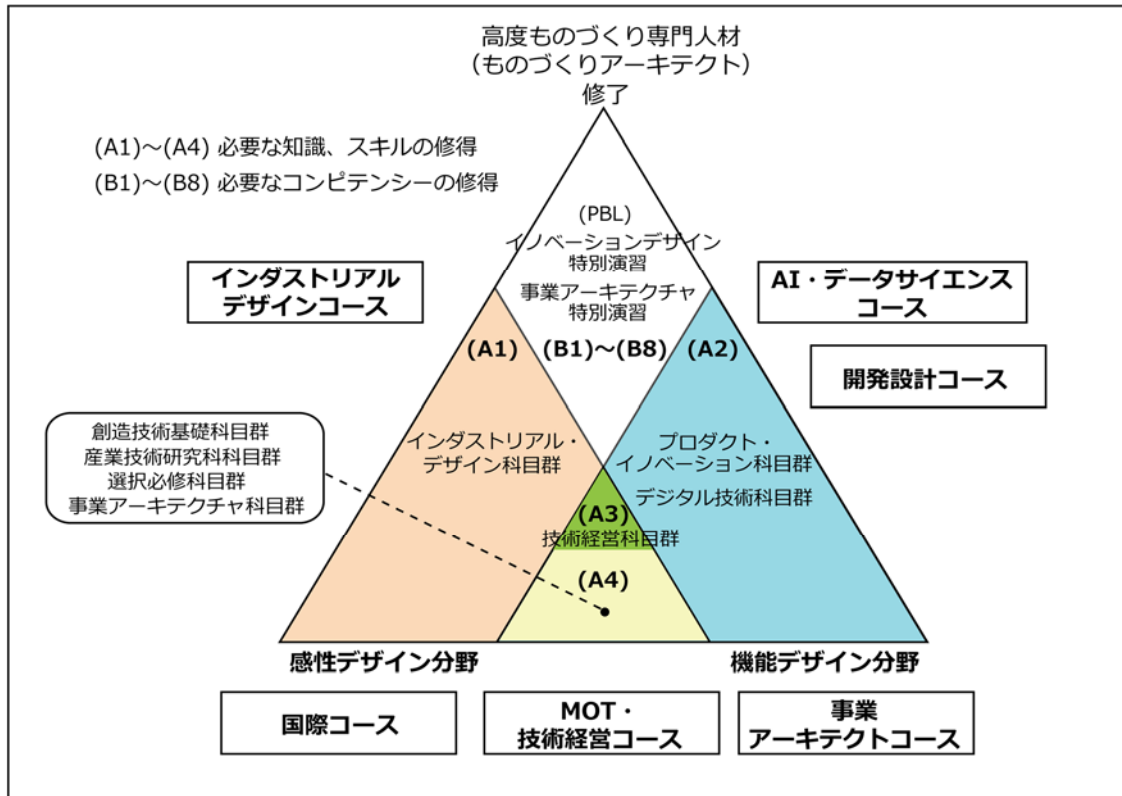 高度ものづくり専門人材
（ものづくりアーキテクト）
修了
(A1)～(A4) 必要な知識、スキルの修得
(B1)～(B8) 必要なコンピテンシーの修得
(PBL)
イノベーションデザイン
特別演習
事業アーキテクチャ
特別演習
(B1)～(B8)
インダストリアル
デザインコース
AI・データサイエンス
コース
開発設計コース
(A1)
(A2)
創造技術基礎科目群
産業技術研究科科目群
選択必修科目群
事業アーキテクチャ科目群
インダストリアル・
デザイン科目群
プロダクト・
イノベーション科目群
デジタル技術科目群
(A3)
技術経営科目群
(A4)
感性デザイン分野
機能デザイン分野
国際コース
MOT・
技術経営コース
事業
アーキテクトコース